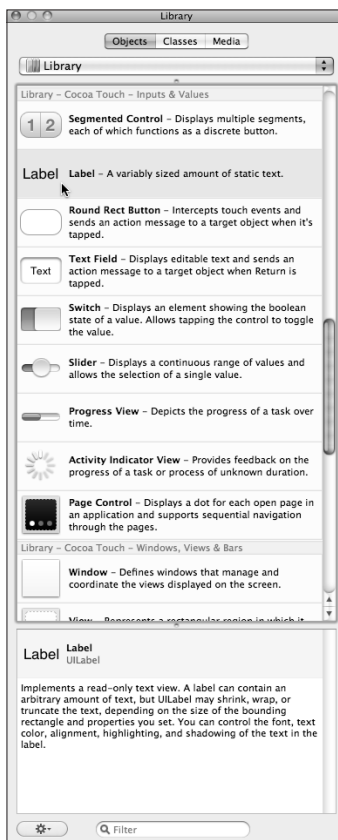 Library
Objects Classes Media
Library
Library – Cocoa Touch – Inputs & Values
1 2
Segmented Control – Displays multiple segments,
each of which functions as a discrete button.
Label
Label – A variably sized amount of static text.
Round Rect Button – Intercepts touch events and
sends an action message to a target object when it's
tapped.
Text
Text Field – Displays editable text and sends an
action message to a target object when Return is
tapped.
Switch – Displays an element showing the boolean
state of a value. Allows tapping the control to toggle
the value.
Slider – Displays a continuous range of values and
allows the selection of a single value.
Progress View – Depicts the progress of a task over
time.
Activity Indicator View – Provides feedback on the
progress of a task or process of unknown duration.
Page Control – Displays a dot for each open page in
an application and supports sequential navigation
through the pages.
Library – Cocoa Touch – Windows, Views & Bars
Window – Defines windows that manage and
coordinate the views displayed on the screen.
View – Represents a rectangular region in which it
Label
Label
UILabel
Implements a read-only text view. A label can contain an
arbitrary amount of text, but UILabel may shrink, wrap, or
truncate the text, depending on the size of the bounding
rectangle and properties you set. You can control the font, text
color, alignment, highlighting, and shadowing of the text in the
label.
Filter